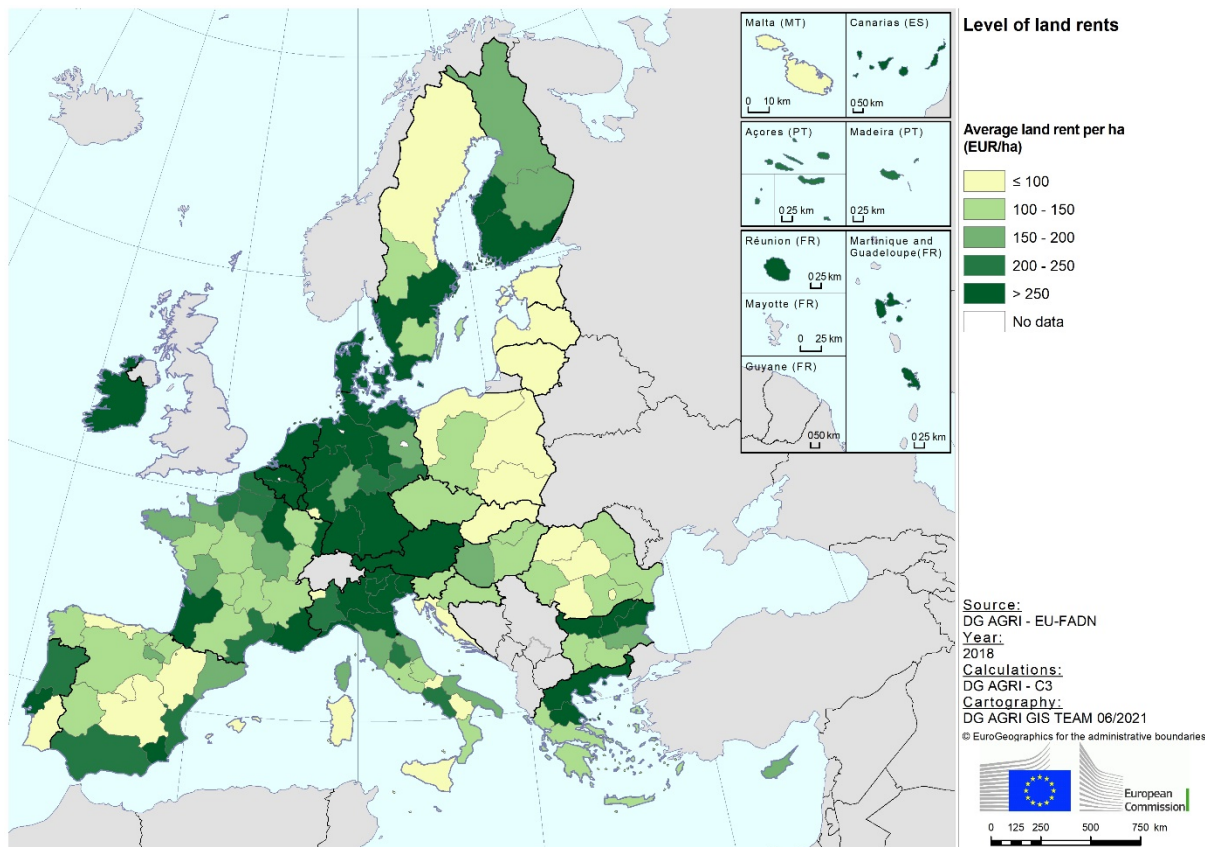 Malta (MT)
0 10 km
Canarias (ES)
0 50 km
Açores (PT)
0 25 km
Madeira (PT)
0 25 km
Réunion (FR)
0 25 km
Mayotte (FR)
0 25 km
Guyane (FR)
0 50 km
Martinique and
Guadeloupe(FR)
0 25 km
Level of land rents
Average land rent per ha
(EUR/ha)
≤ 100
100 - 150
150 - 200
200 - 250
> 250
No data
Source:
DG AGRI - EU-FADN
Year:
2018
Calculations:
DG AGRI - C3
Cartography:
DG AGRI GIS TEAM 06/2021
© EuroGeographics for the administrative boundaries
European
Commission
0 125 250 500 750 km